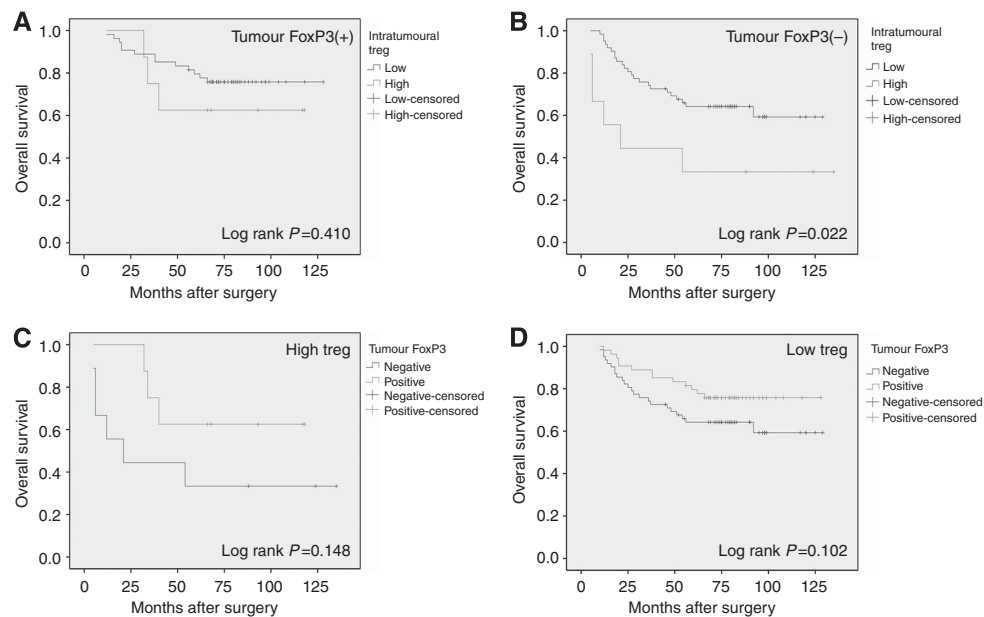 A
Tumour FoxP3(+)
Overall survival
1.0
0.8
0.6
0.4
0.2
0.0
Log rank P=0.410
0 25 50 75 100 125
Months after surgery
Intratumoural
treg
Low
High
Low-censored
High-censored
B
Tumour FoxP3(–)
Overall survival
1.0
0.8
0.6
0.4
0.2
0.0
Log rank P=0.022
0 25 50 75 100 125
Months after surgery
Intratumoural
treg
Low
High
Low-censored
High-censored
C
High treg
Overall survival
1.0
0.8
0.6
0.4
0.2
0.0
Log rank P=0.148
0 25 50 75 100 125
Months after surgery
Tumour FoxP3
Negative
Positive
Negative-censored
Positive-censored
D
Low treg
Overall survival
1.0
0.8
0.6
0.4
0.2
0.0
Log rank P=0.102
0 25 50 75 100 125
Months after surgery
Tumour FoxP3
Negative
Positive
Negative-censored
Positive-censored